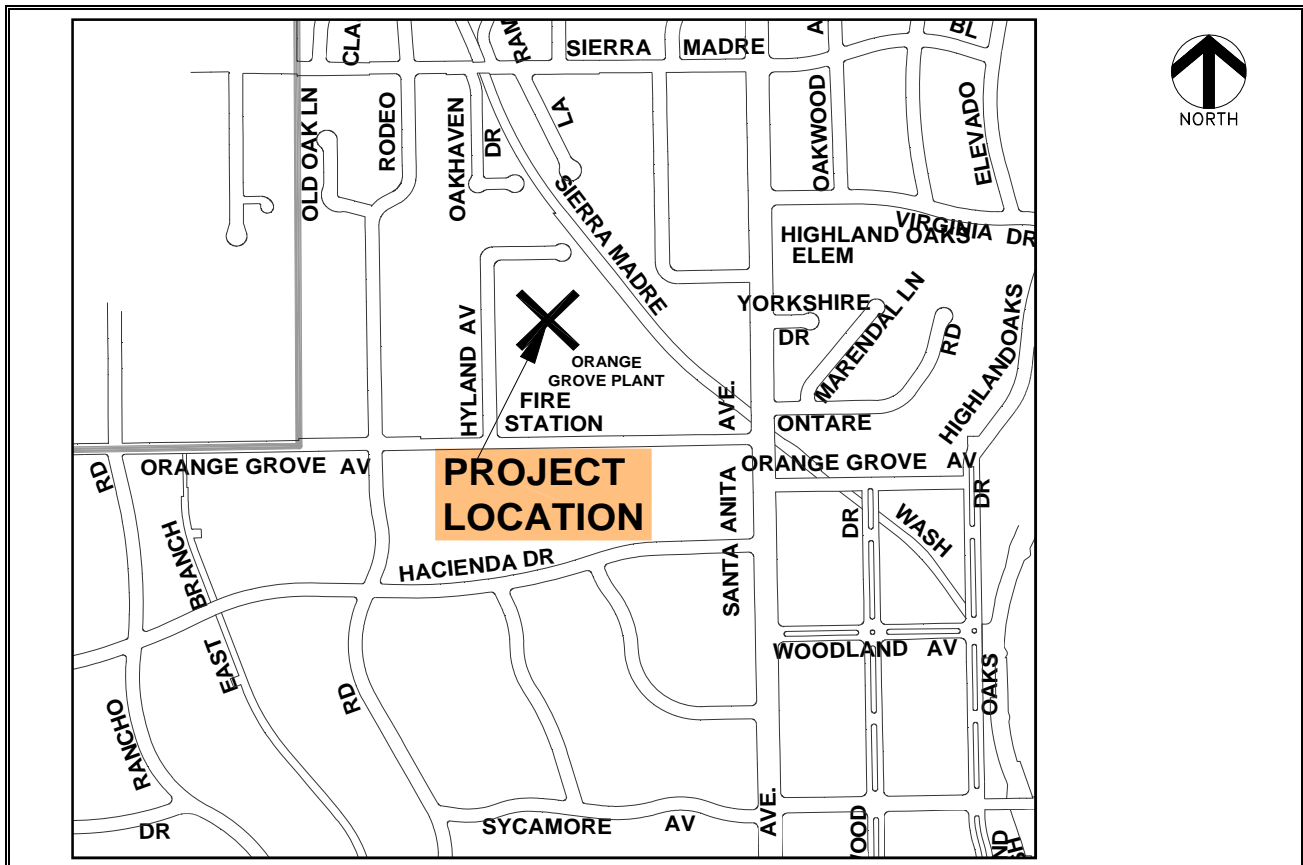 CLA
RAM
SIERRA MADRE
A
BL
NORTH
OLD OAK LN
RODEO
OAKHAVEN
DR
LA
OAKWOOD
ELEVADO
SIERRA MADRE
VIRGINIA DR
HIGHLAND OAKS
ELEM
HYLAND AV
YORKSHIRE
DR
MARENDAL LN
RD
HIGHLANDOAKS
DR
ORANGE
GROVE PLANT
FIRE
STATION
AVE.
SANTA ANITA
ONTARE
RD
ORANGE GROVE AV
PROJECT
LOCATION
ORANGE GROVE AV
WASH
DR
EAST BRANCH
HACIENDA DR
WOODLAND AV
OAKS
RANCHO
RD
DR
SYCAMORE AV
AVE.
WOOD
ND
SH